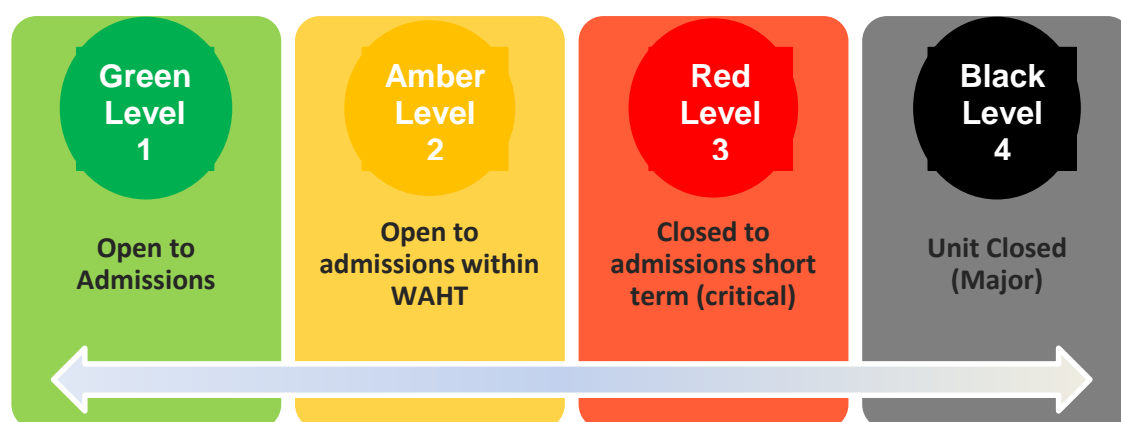 Green
Level
1
Open to
Admissions
Amber
Level
2
Open to
admissions within
WAHT
Red
Level
3
Closed to
admissions short
term (critical)
Black
Level
4
Unit Closed
(Major)